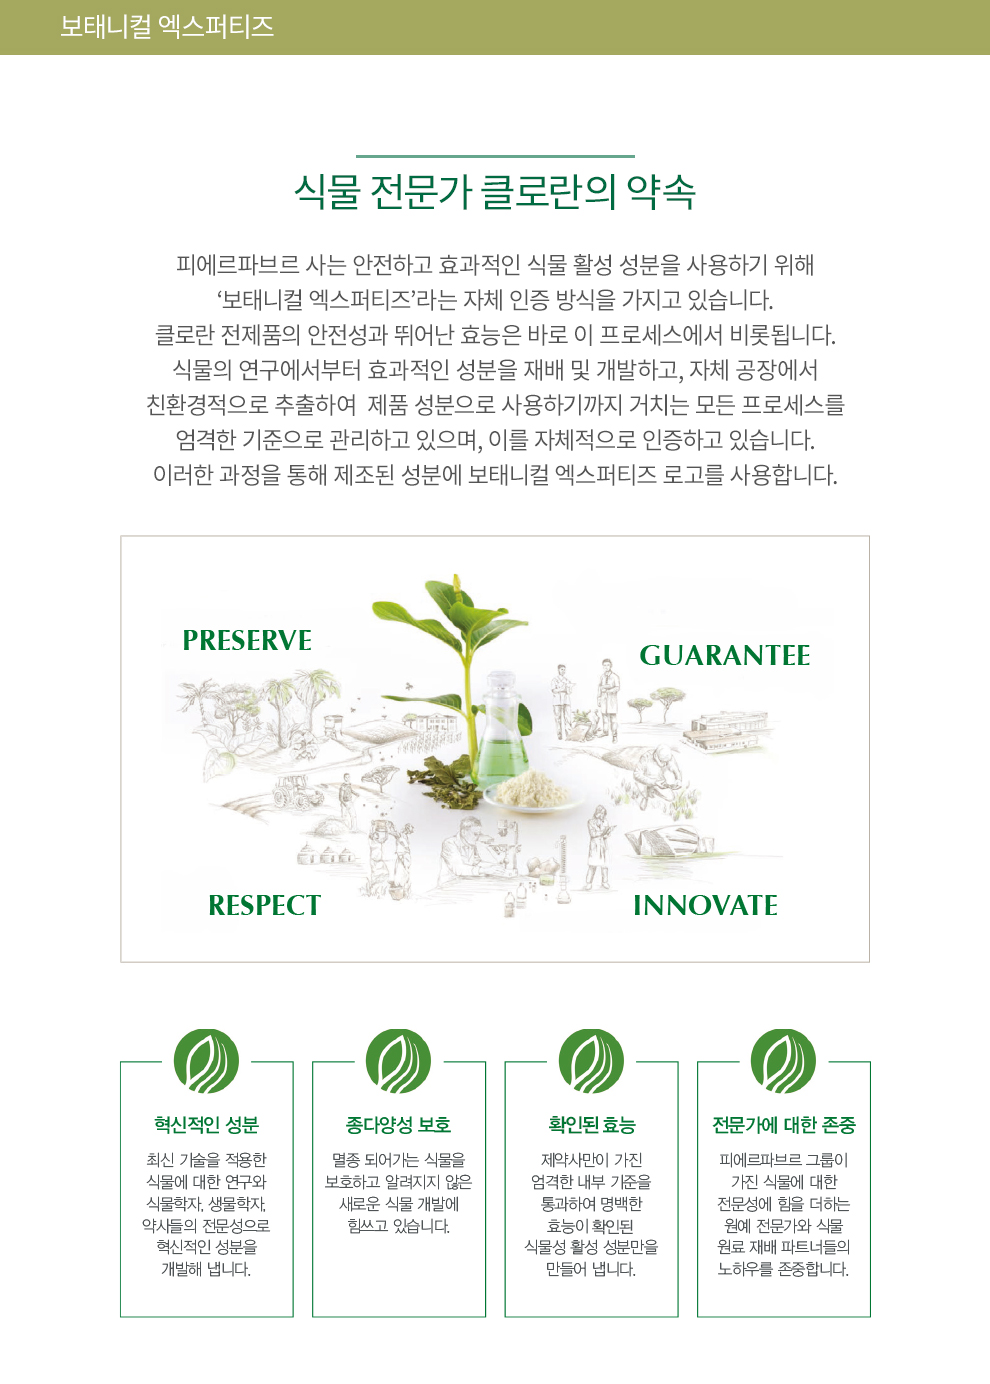 보태니컬 엑스퍼티즈
식물 전문가 클로란의 약속
피에르파브르 사는 안전하고 효과적인 식물 활성 성분을 사용하기 위해
‘보태니컬 엑스퍼티즈’라는 자체 인증 방식을 가지고 있습니다.
클로란 전제품의 안전성과 뛰어난 효능은 바로 이 프로세스에서 비롯됩니다.
식물의 연구에서부터 효과적인 성분을 재배 및 개발하고, 자체 공장에서
친환경적으로 추출하여 제품 성분으로 사용하기까지 거치는 모든 프로세스를
엄격한 기준으로 관리하고 있으며, 이를 자체적으로 인증하고 있습니다.
이러한 과정을 통해 제조된 성분에 보태니컬 엑스퍼티즈 로고를 사용합니다.
PRESERVE
GUARANTEE
RESPECT
INNOVATE
혁신적인 성분
최신 기술을 적용한
식물에 대한 연구와
식물학자, 생물학자,
약사들의 전문성으로
혁신적인 성분을
개발해 냅니다.
종다양성 보호
멸종 되어가는 식물을
보호하고 알려지지 않은
새로운 식물 개발에
힘쓰고 있습니다.
확인된 효능
제약사만이 가진
엄격한 내부 기준을
통과하여 명백한
효능이 확인된
식물성 활성 성분만을
만들어 냅니다.
전문가에 대한 존중
피에르파브르 그룹이
가진 식물에 대한
전문성에 힘을 더하는
원예 전문가와 식물
원료 재배 파트너들의
노하우를 존중합니다.